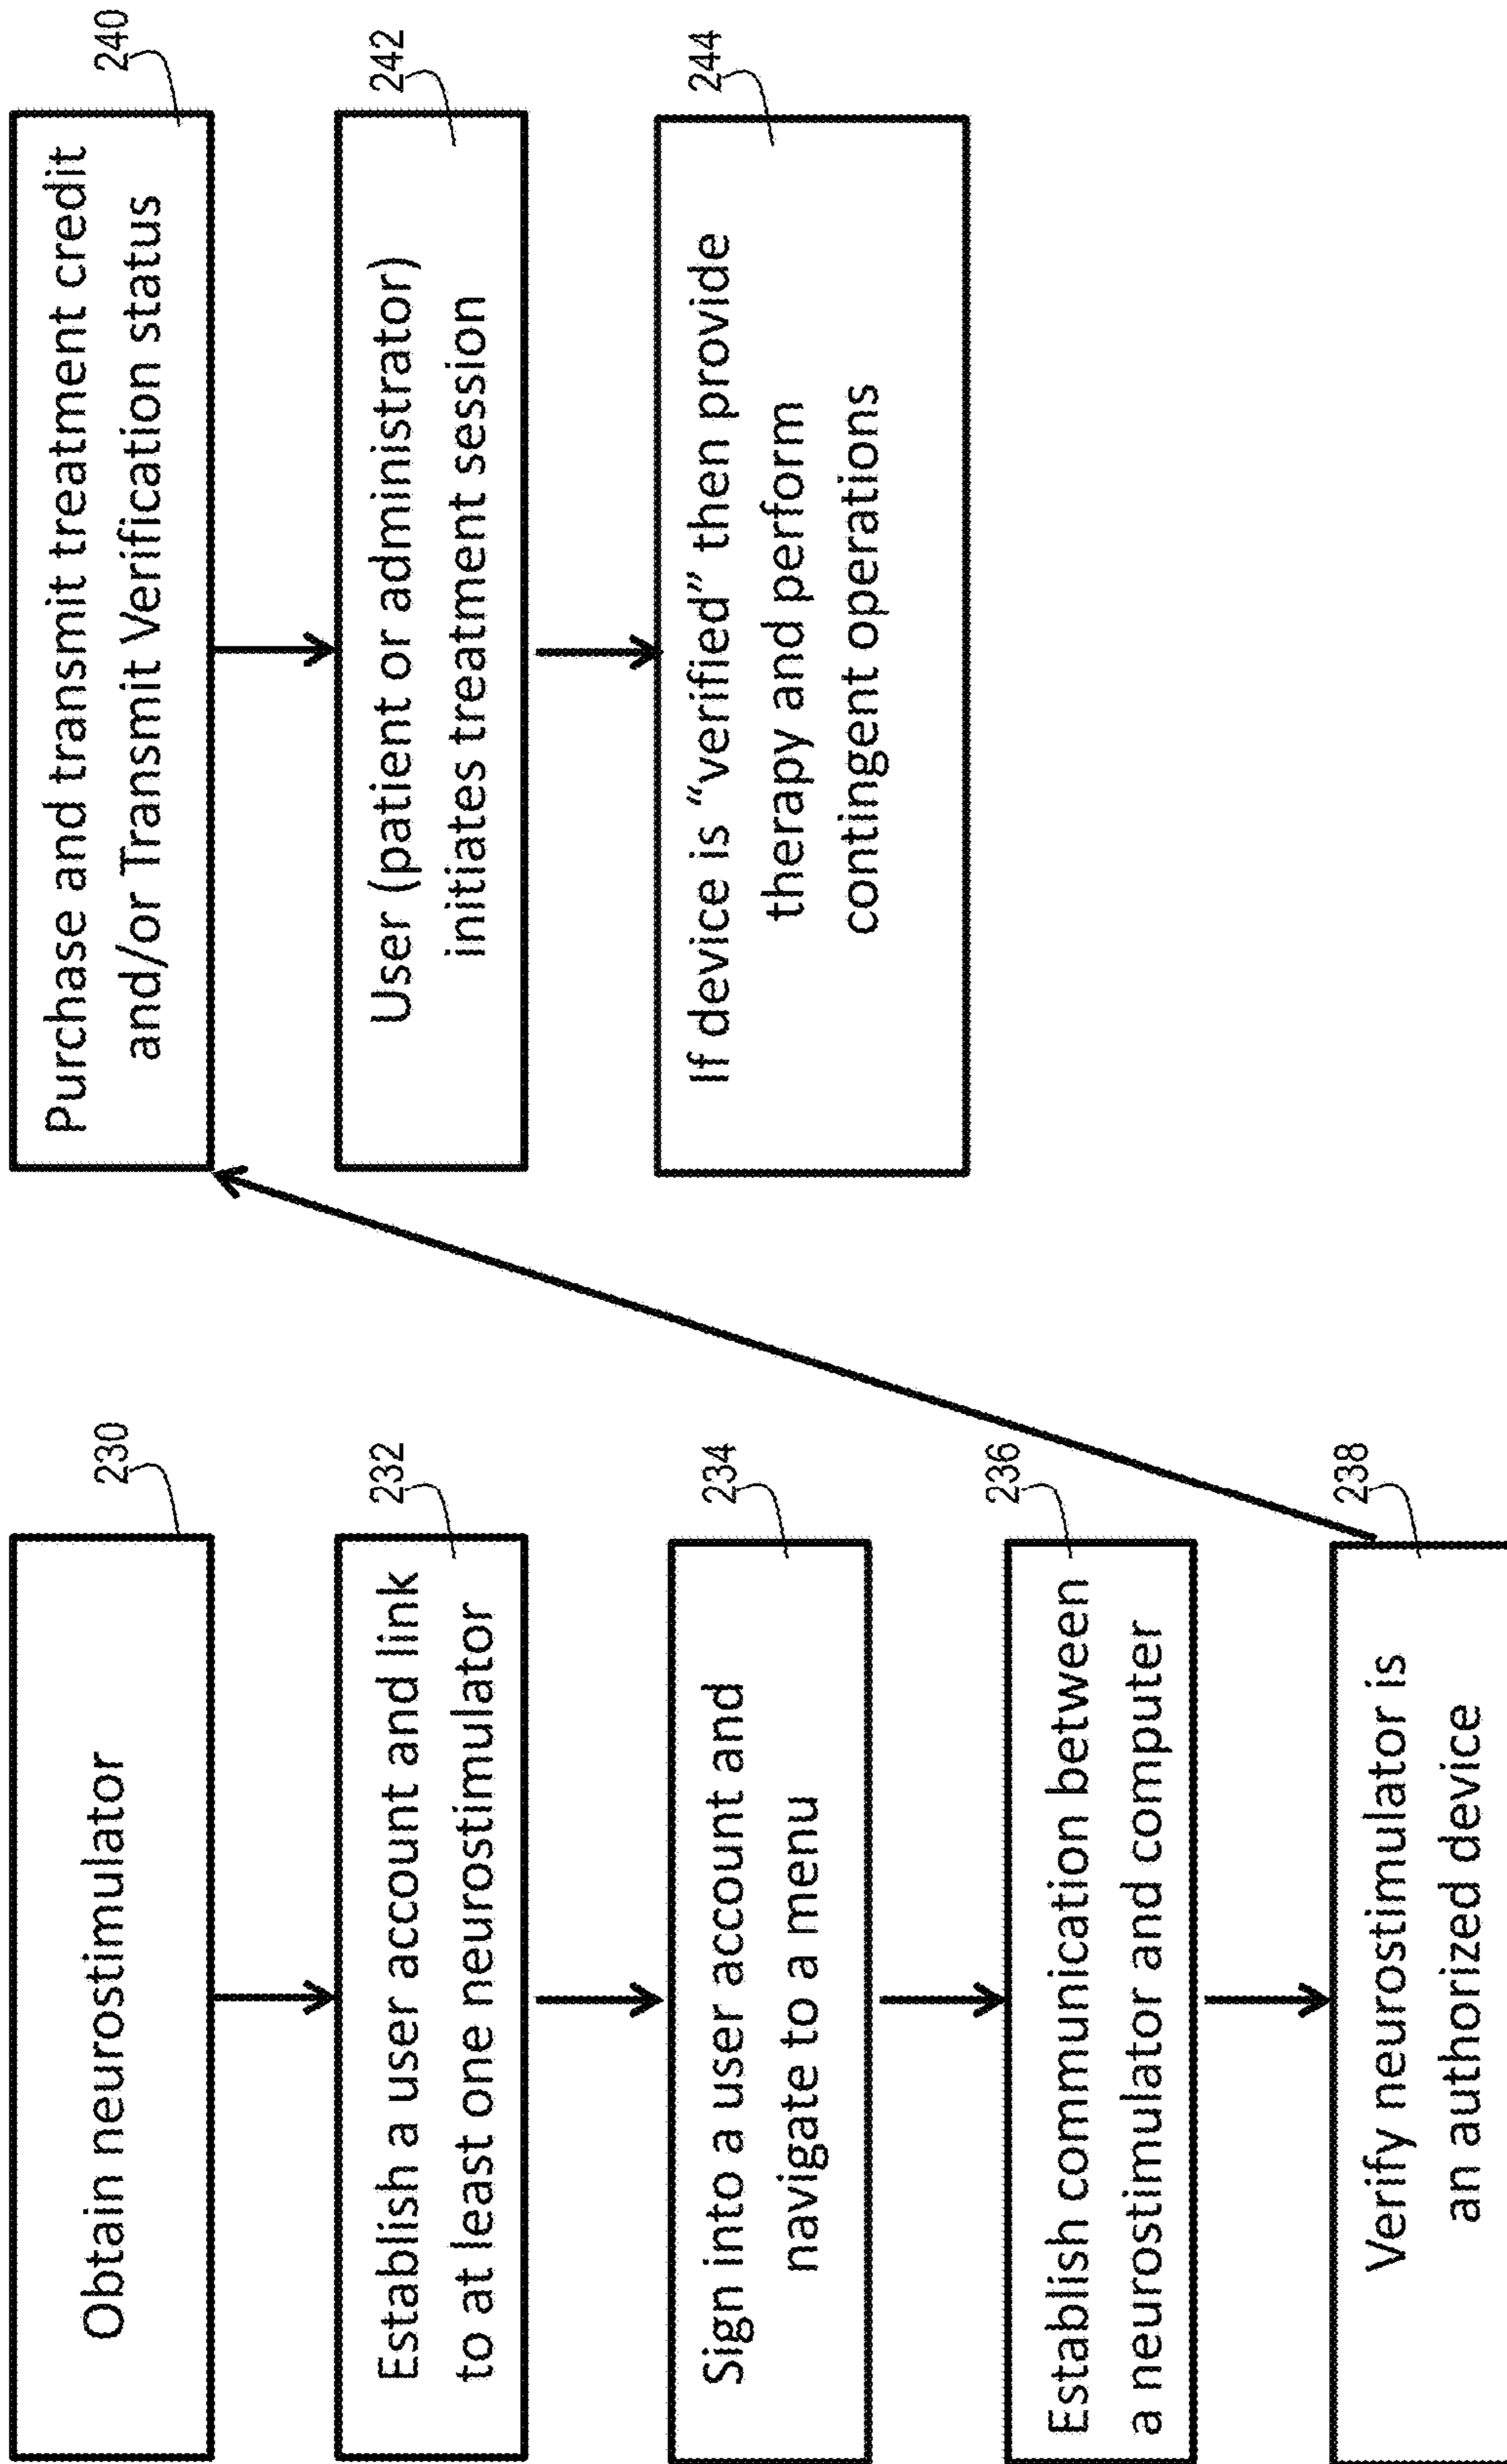 Obtain neurostimulator
230
Establish a user account and link
to at least one neurostimulator
232
Sign into a user account and
navigate to a menu
234
Establish communication between
a neurostimulator and computer
236
Verify neurostimulator is
an authorized device
238
Purchase and transmit treatment credit
and/or Transmit Verification status
240
User (patient or administrator)
initiates treatment session
242
If device is “verified” then provide
therapy and perform
contingent operations
244